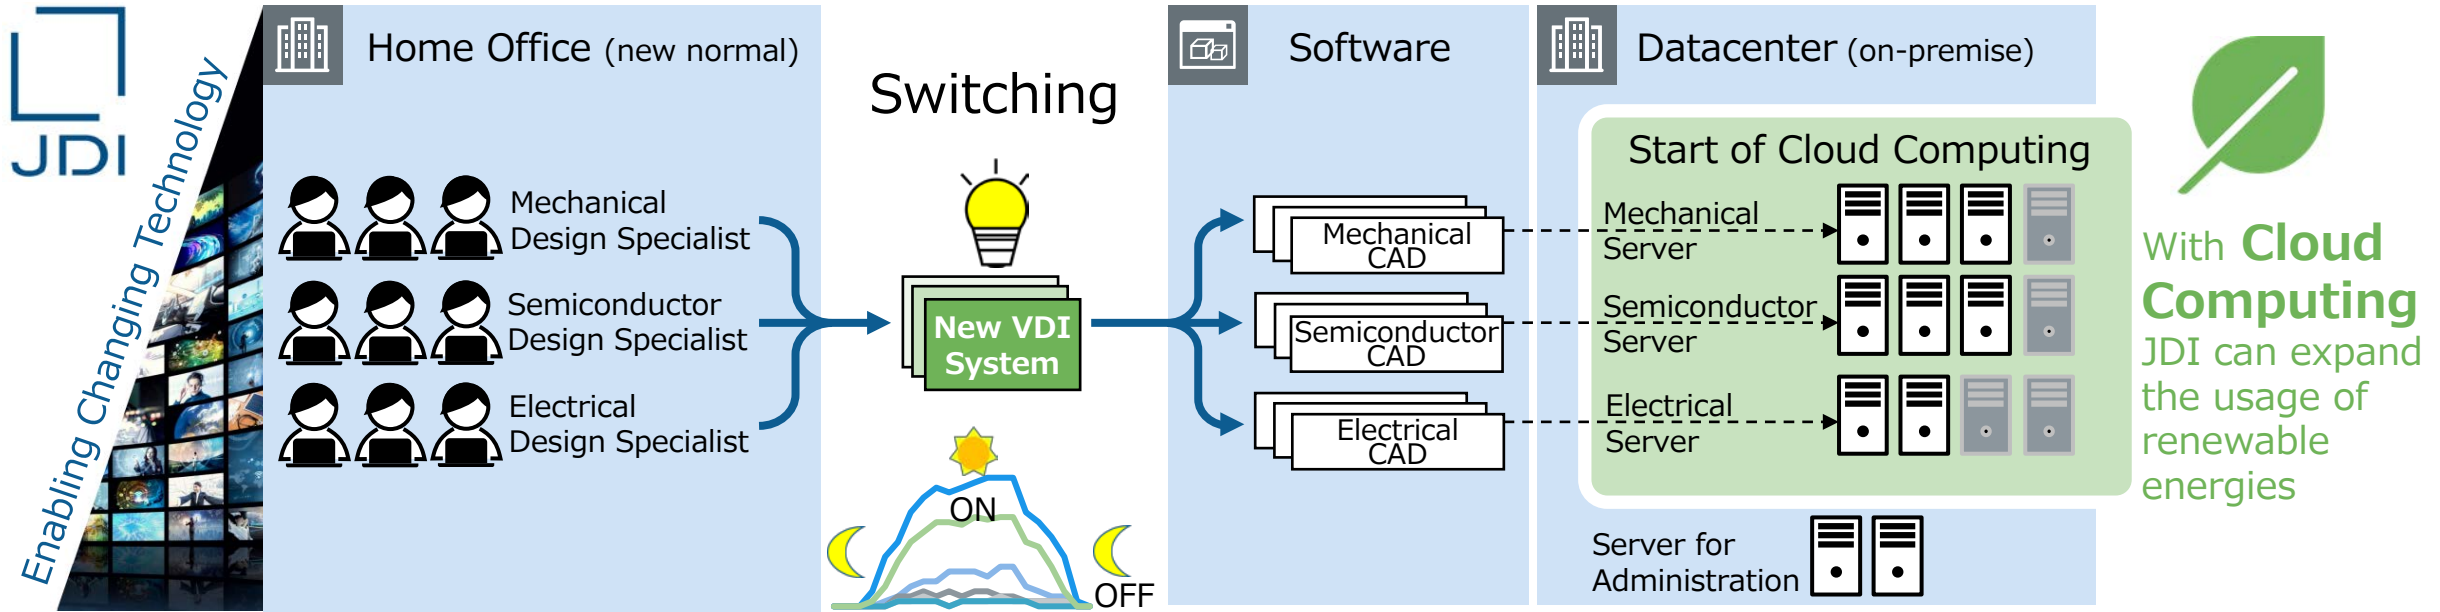 JDI
Enabling Changing Technology
Home Office (new normal)
Mechanical
Design Specialist
Semiconductor
Design Specialist
Electrical
Design Specialist
Switching
New VDI
System
ON
OFF
Software
Mechanical
CAD
Semiconductor
CAD
Electrical
CAD
Datacenter (on-premise)
Start of Cloud Computing
Mechanical
Server
Semiconductor
Server
Electrical
Server
Server for
Administration
With Cloud
Computing
JDI can expand
the usage of
renewable
energies